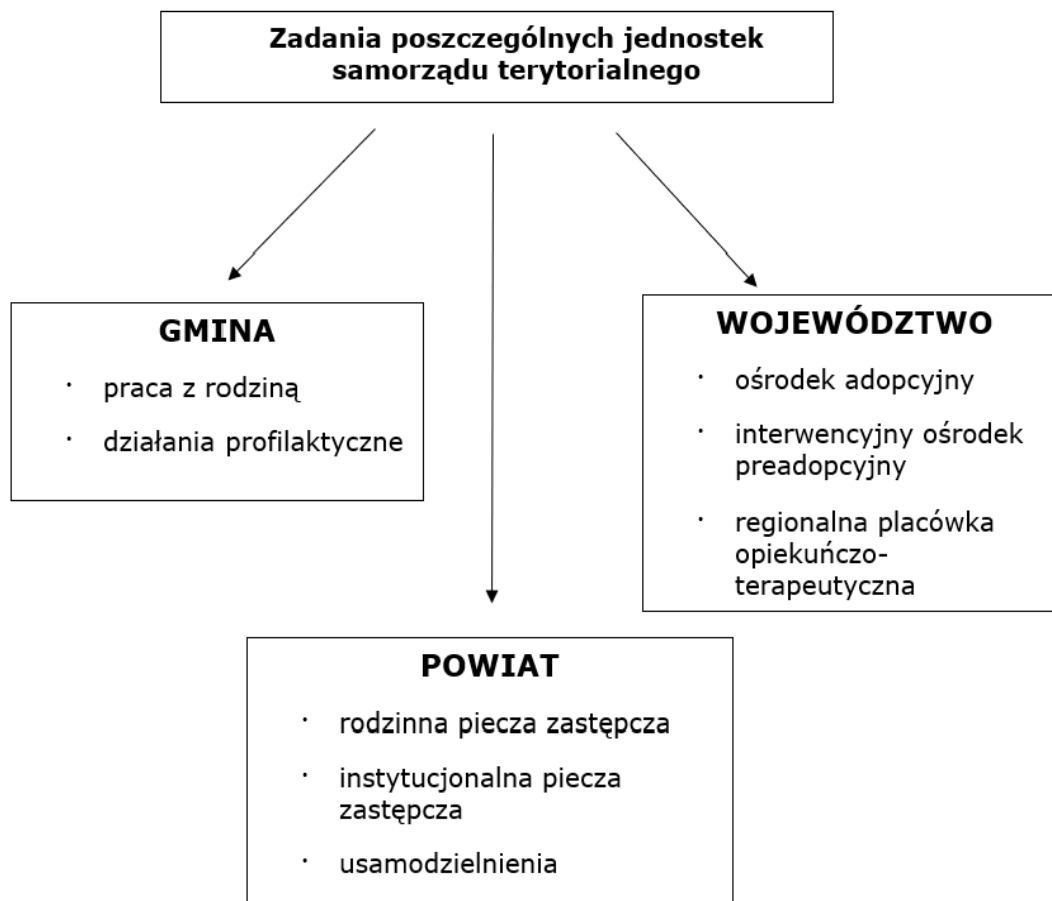 Zadania poszczególnych jednostek
samorządu terytorialnego
GMINA
· praca z rodziną
· działania profilaktyczne
WOJEWÓDZTWO
· ośrodek adopcyjny
· interwencyjny ośrodek
preadopcyjny
· regionalna placówka
opiekuńczo-
terapeutyczna
POWIAT
· rodzinna piecza zastępcza
· instytucjonalna piecza
zastępcza
· usamodzielnienia